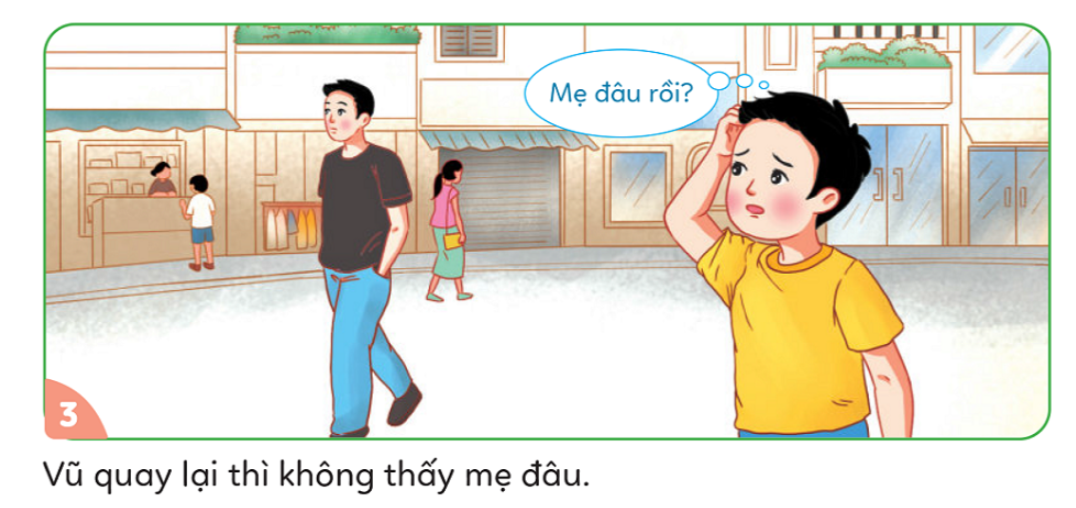 Mẹ đâu rồi?
3
Vũ quay lại thì không thấy mẹ đâu.